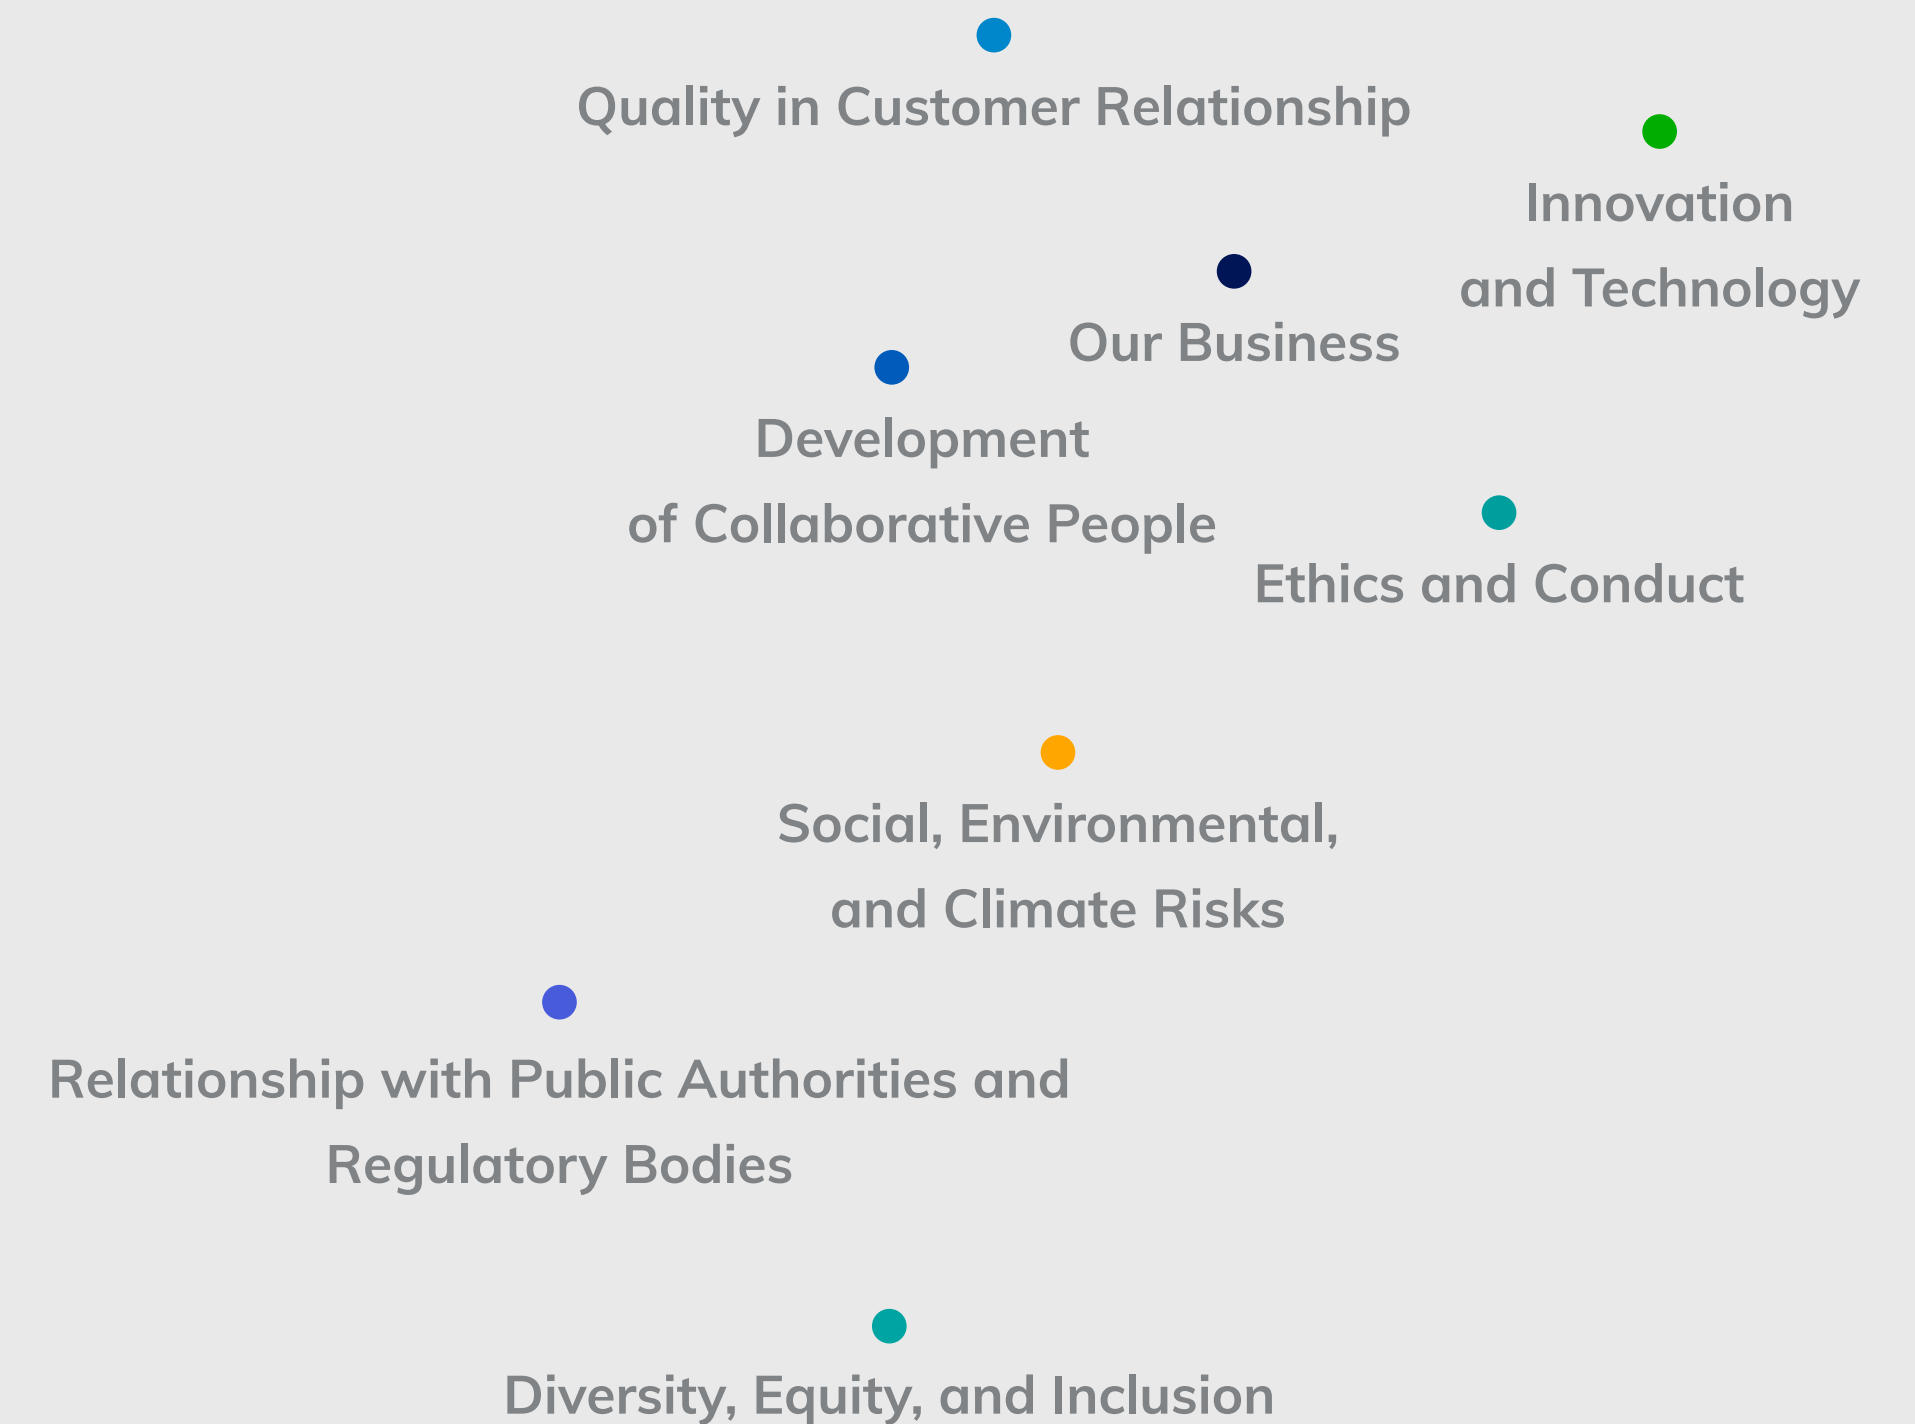 Quality in Customer Relationship
Innovation
and Technology
Our Business
Development
of Collaborative People
Ethics and Conduct
Social, Environmental,
and Climate Risks
Relationship with Public Authorities and
Regulatory Bodies
Diversity, Equity, and Inclusion